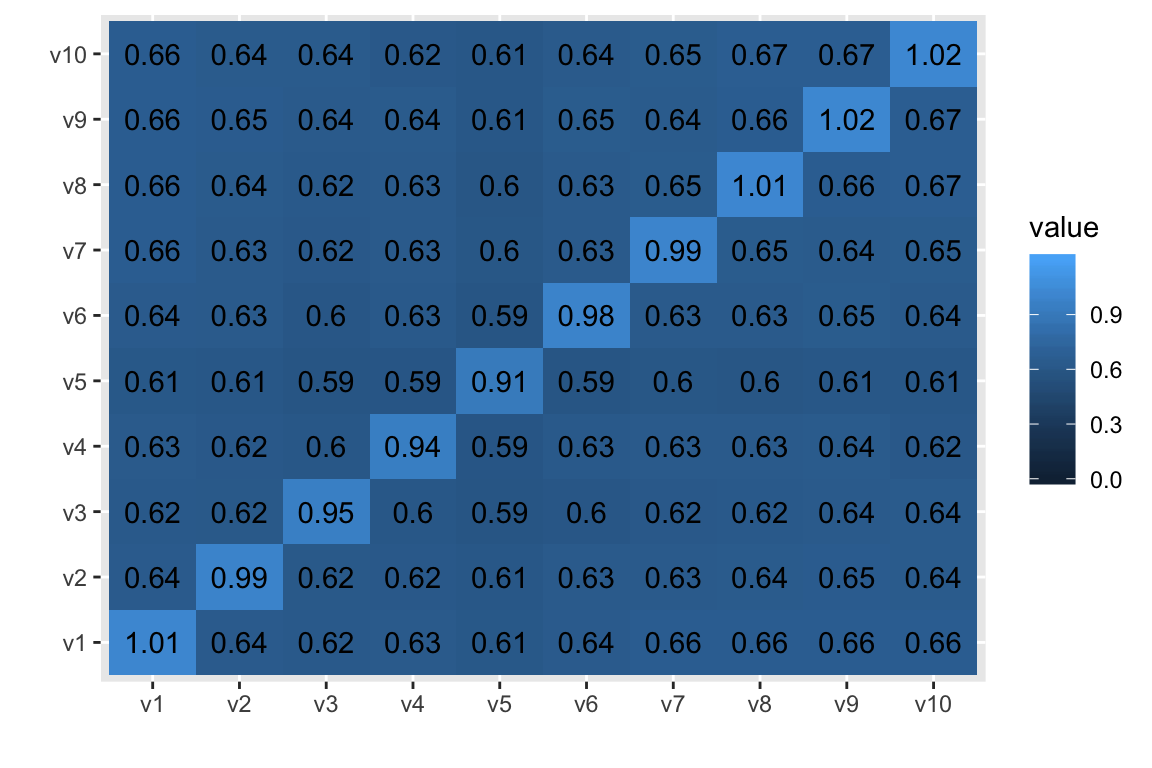 v10 0.66 0.64 0.64 0.62 0.61 0.64 0.65 0.67 0.67 1.02
v9 0.66 0.65 0.64 0.64 0.61 0.65 0.64 0.66 1.02 0.67
v8 0.66 0.64 0.62 0.63 0.6 0.63 0.65 1.01 0.66 0.67
v7 0.66 0.63 0.62 0.63 0.6 0.63 0.99 0.65 0.64 0.65
v6 0.64 0.63 0.6 0.63 0.59 0.98 0.63 0.63 0.65 0.64
v5 0.61 0.61 0.59 0.59 0.91 0.59 0.6 0.6 0.61 0.61
v4 0.63 0.62 0.6 0.94 0.59 0.63 0.63 0.63 0.64 0.62
v3 0.62 0.62 0.95 0.6 0.59 0.6 0.62 0.62 0.64 0.64
v2 0.64 0.99 0.62 0.62 0.61 0.63 0.63 0.64 0.65 0.64
v1 1.01 0.64 0.62 0.63 0.61 0.64 0.66 0.66 0.66 0.66
v1 v2 v3 v4 v5 v6 v7 v8 v9 v10
value
0.9
0.6
0.3
0.0